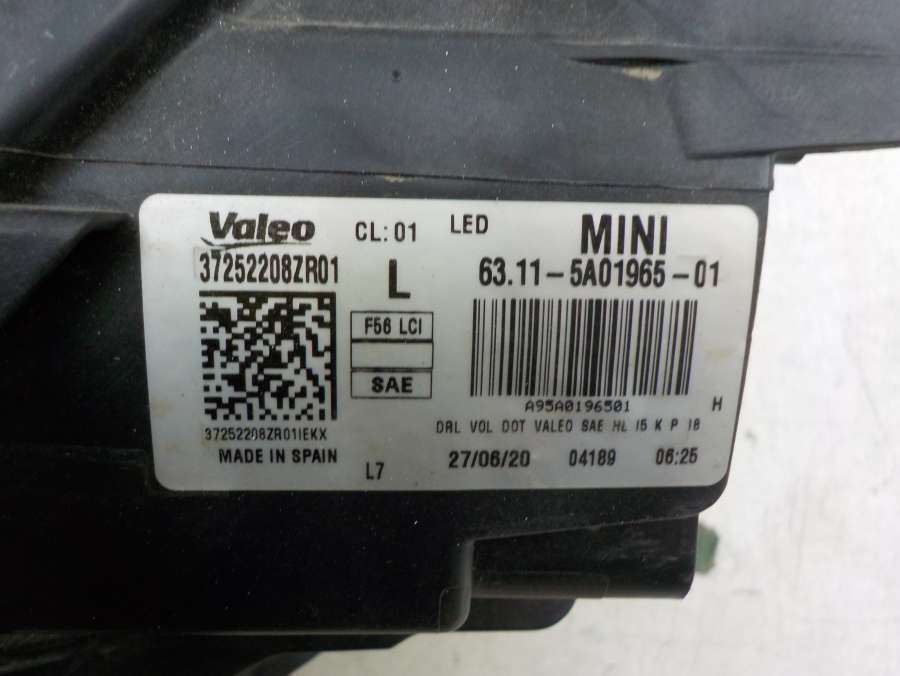 Valeo
CL: 01
LED
MINI
37252208ZR01
L
63.11-5A01965-01
F56 LCI
SAE
A95A0196501
H
DRL VOL DOT VALEO SAE HL 15 K P 18
37252208ZR01IEKX
MADE IN SPAIN
L7
27/06/20
04189
06:25